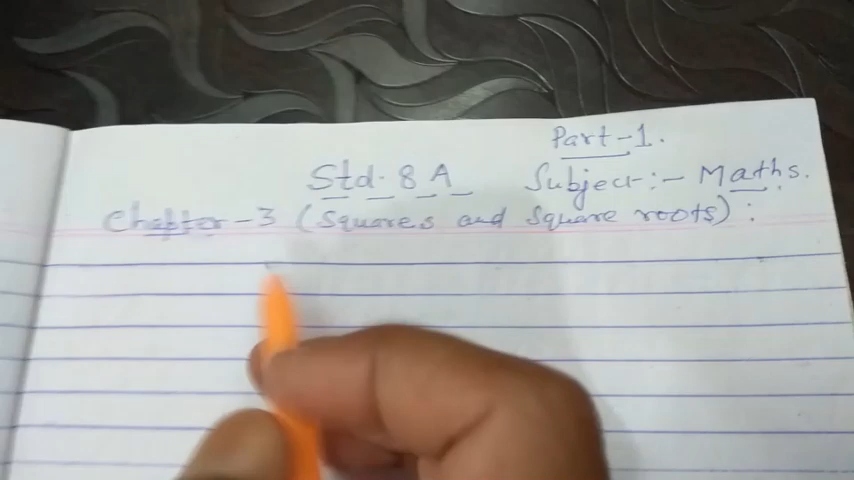 Part-1.
Std. 8 A
Subject:- Maths.
Chapter-3 (Squares and Square roots) :